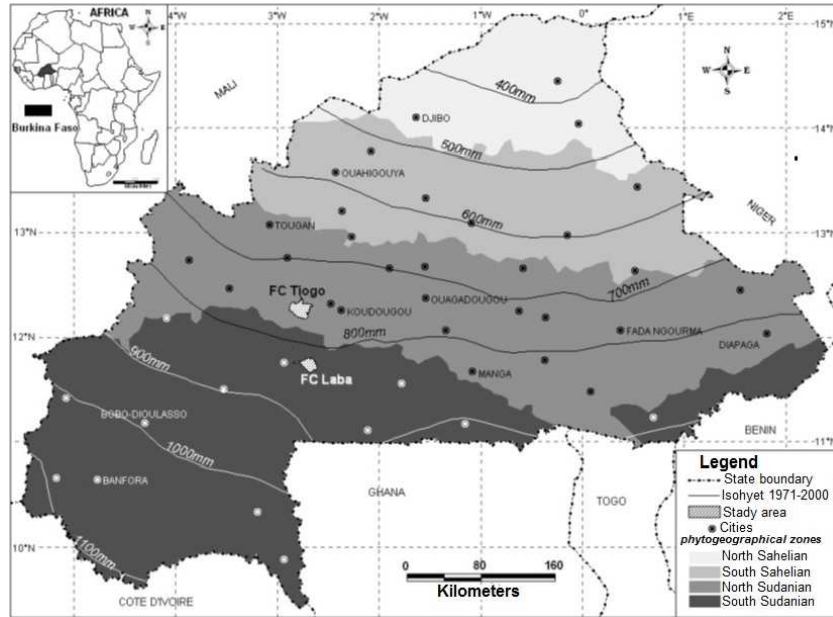 AFRICA
N
W E
S
Burkina Faso
4°W
2°W
0°
1°E
2°E
15°N
14°N
13°N
12°N
11°N
13°N
12°N
10°N
N
W E
S
MALI
NIGER
BENIN
TOGO
GHANA
COTE D'IVOIRE
400mm
500mm
600mm
700mm
800mm
900mm
1000mm
1100mm
DJIBO
OUAHIGOUYA
TOUGAN
FC Tiogo
KOUDOUGOU
OUAGADOUGOU
FADA NGOURMA
DIAPAGA
FC Laba
MANGA
BOBO-DIOULASSO
BANFORA
0 80 160
Kilometers
Legend
State boundary
Isohyet 1971-2000
Stady area
Cities
phytogeographical zones
North Sahelian
South Sahelian
North Sudanian
South Sudanian